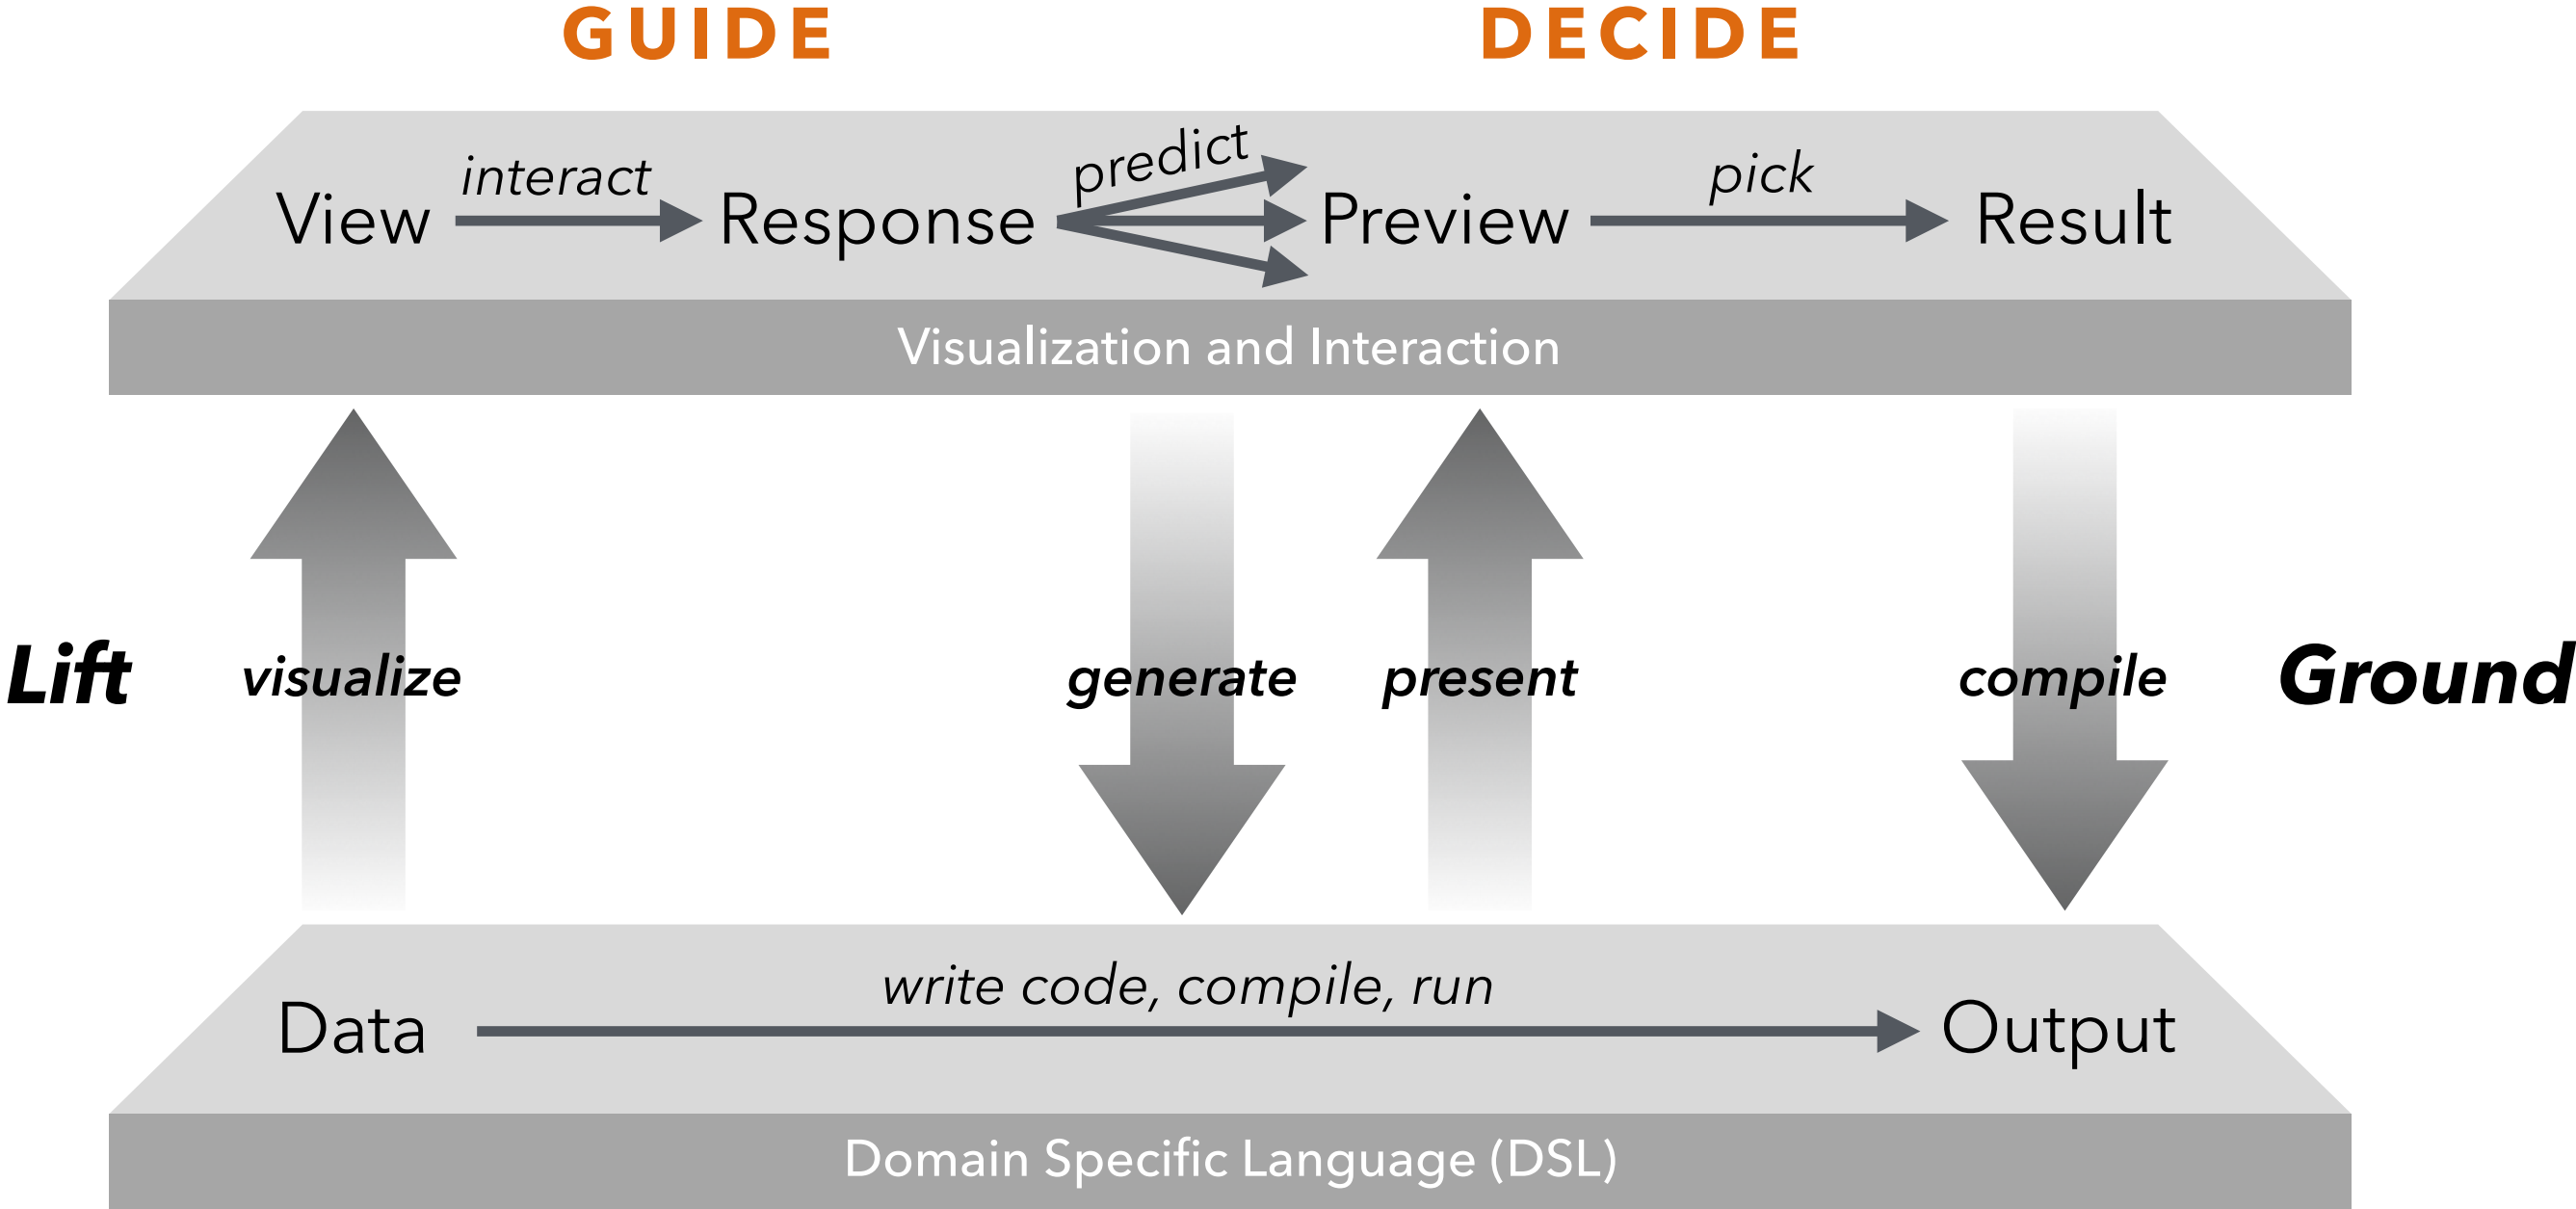 GUIDE
DECIDE
View
interact
Response
predict
Preview
pick
Result
Visualization and Interaction
Lift
visualize
generate
present
compile
Ground
Data
write code, compile, run
Output
Domain Specific Language (DSL)